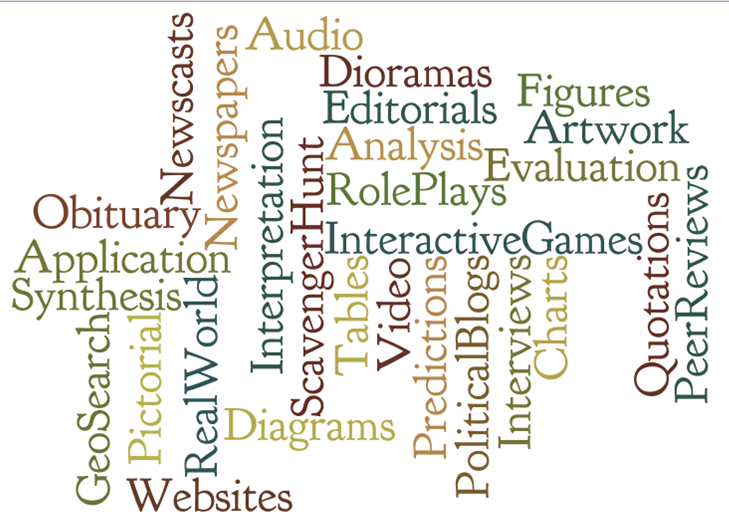 Newscasts
Newspapers
Audio
Dioramas
Editorials
Figures
Artwork
Analysis
Evaluation
RolePlays
Obituary
Interpretation
ScavengerHunt
InteractiveGames
Quotations
PeerReviews
Application
Synthesis
Tables
Video
Predictions
PoliticalBlogs
Interviews
Charts
GeoSearch
Pictorial
RealWorld
Diagrams
Websites